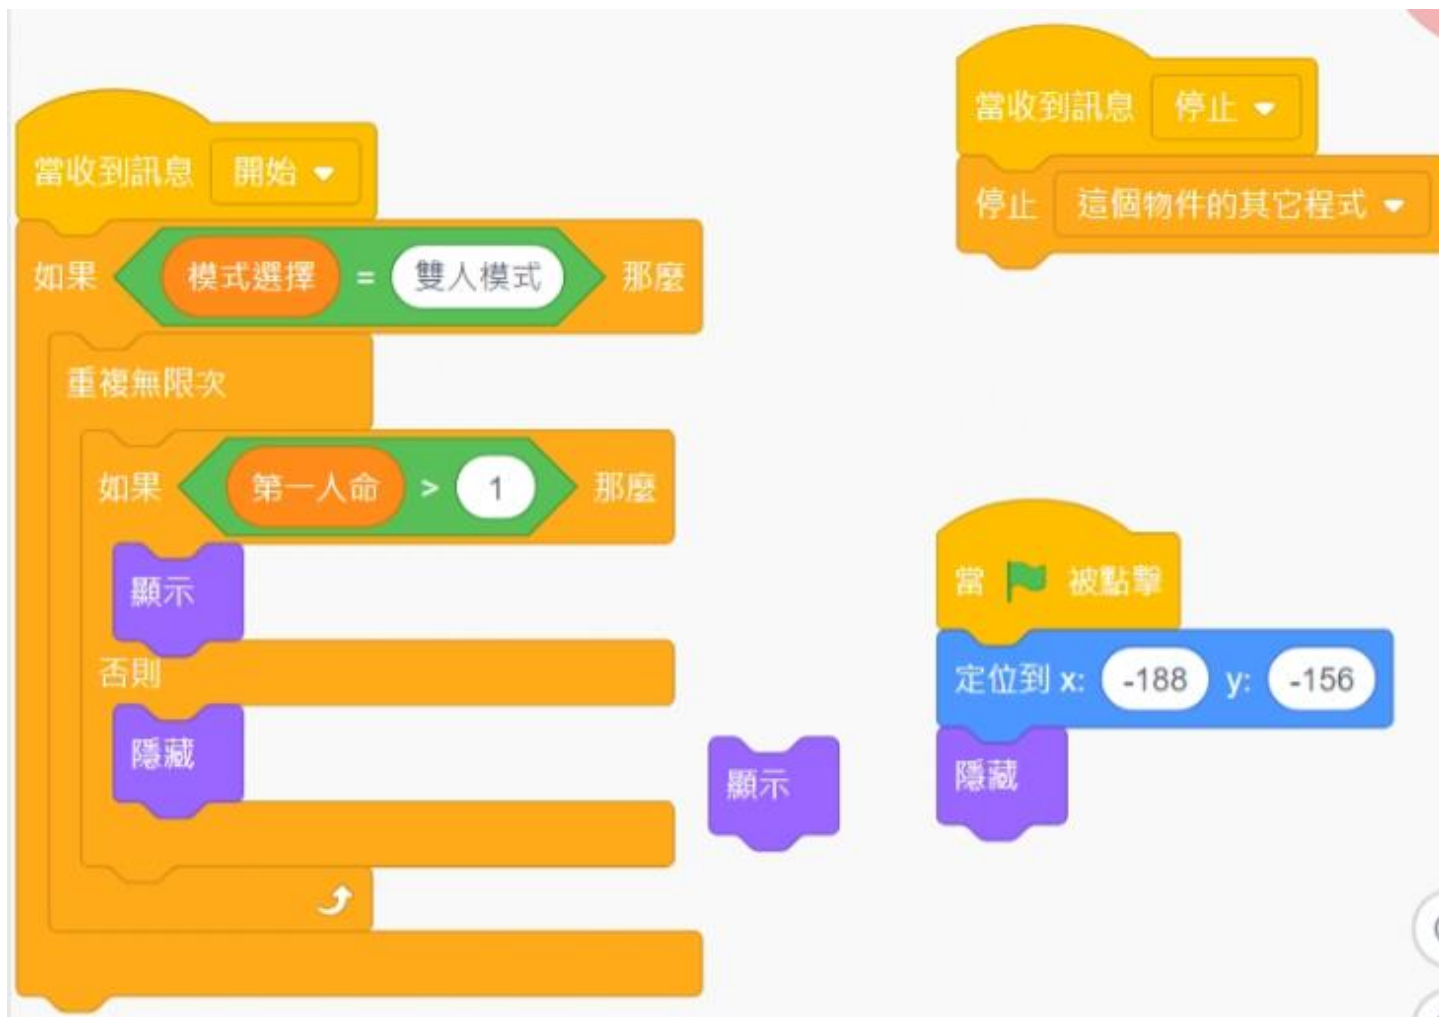 當收到訊息 開始
如果 模式選擇 = 雙人模式 那麼
重複無限次
如果 第一人命 > 1 那麼
顯示
否則
隱藏
顯示
當收到訊息 停止
停止 這個物件的其它程式
當 被點擊
定位到 x: -188 y: -156
隱藏